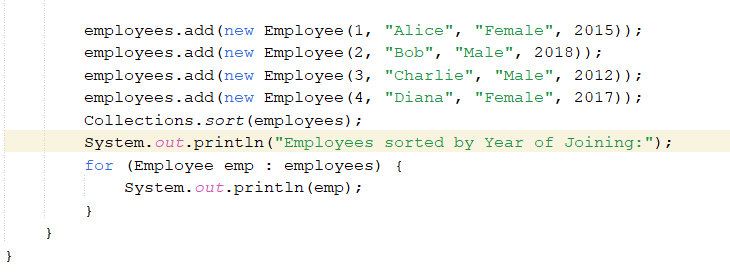 employees.add(new Employee(1, "Alice", "Female", 2015));
employees.add(new Employee(2, "Bob", "Male", 2018));
employees.add(new Employee(3, "Charlie", "Male", 2012));
employees.add(new Employee(4, "Diana", "Female", 2017));
Collections.sort(employees);
System.out.println("Employees sorted by Year of Joining:");
for (Employee emp : employees) {
System.out.println(emp);
}
}
}